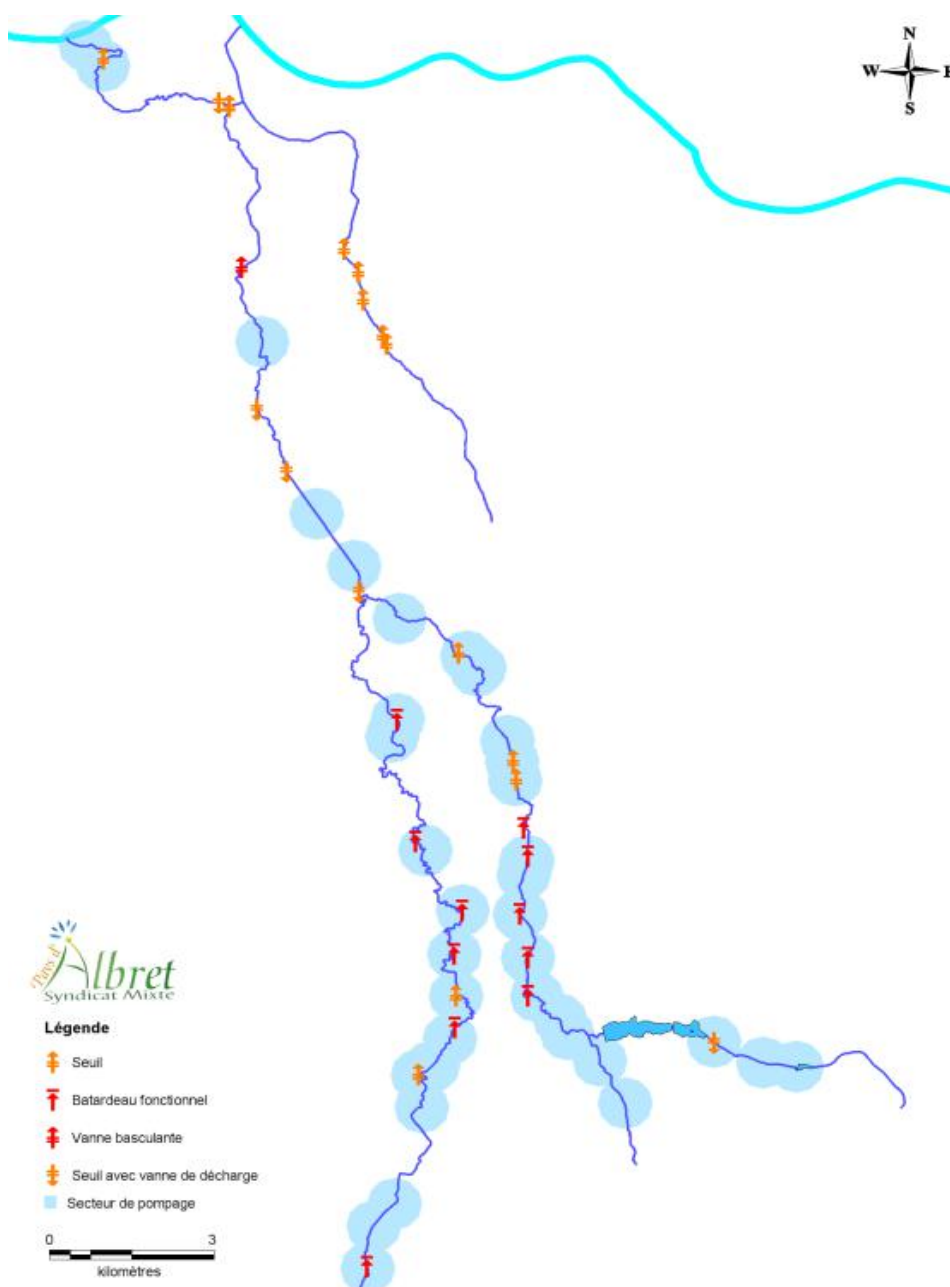 N
W E
S
Pays d'
Albret
Syndicat Mixte
Légende
Seuil
Batardeau fonctionnel
Vanne basculante
Seuil avec vanne de décharge
Secteur de pompage
0 3
kilomètres